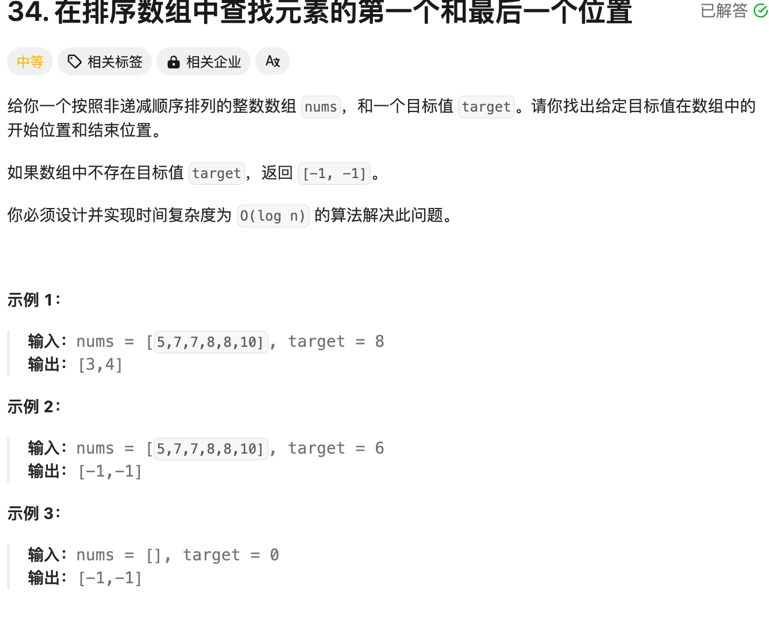 34. 在排序数组中查找元素的第一个和最后一个位置
已解答
中等 相关标签 相关企业 Ax
给你一个按照非递减顺序排列的整数数组 nums，和一个目标值 target。请你找出给定目标值在数组中的
开始位置和结束位置。
如果数组中不存在目标值 target，返回 [-1, -1]。
你必须设计并实现时间复杂度为 O(log n) 的算法解决此问题。
示例 1：
输入：nums = [5,7,7,8,8,10], target = 8
输出：[3,4]
示例 2：
输入：nums = [5,7,7,8,8,10], target = 6
输出：[-1,-1]
示例 3：
输入：nums = [], target = 0
输出：[-1,-1]